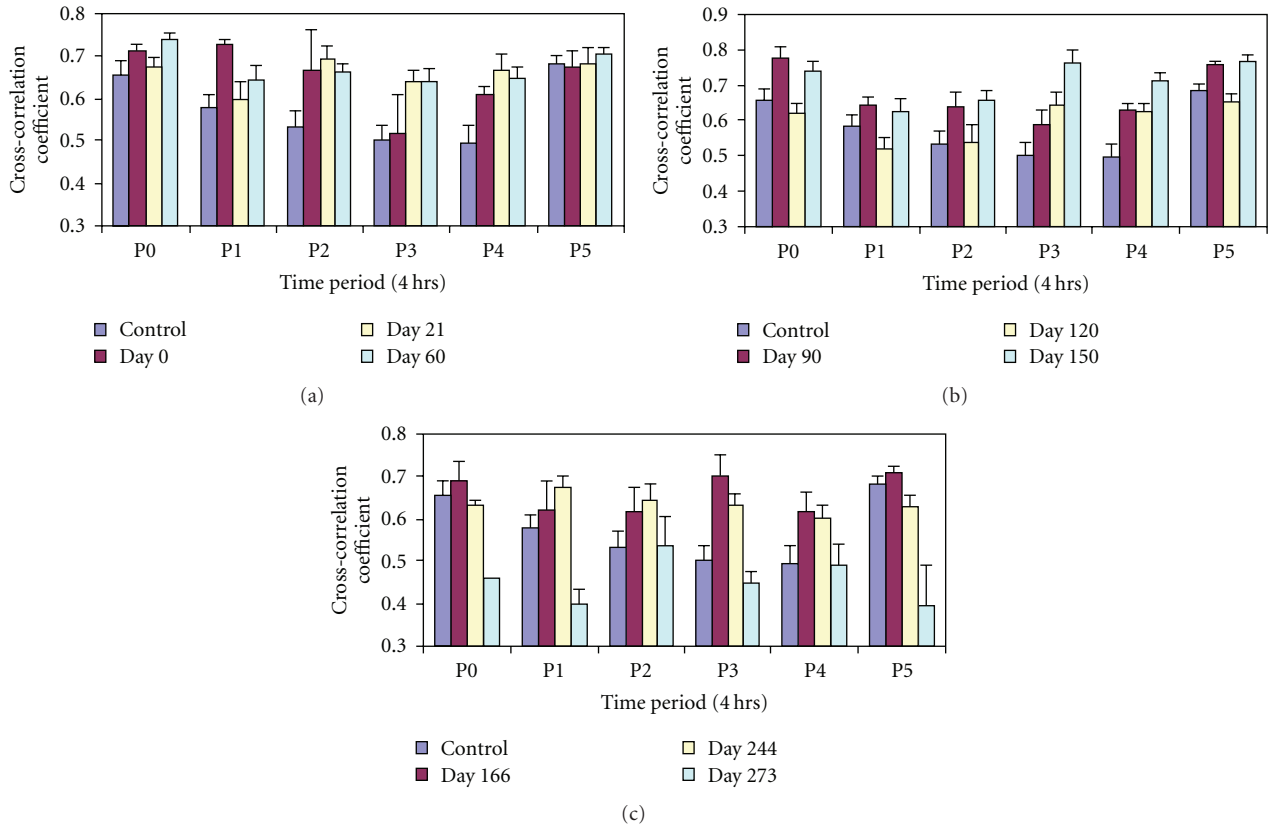 0.8
0.7
0.6
0.5
0.4
0.3
Cross-correlation
coefficient
P0 P1 P2 P3 P4 P5
Time period (4 hrs)
Control
Day 0
Day 21
Day 60
(a)
0.9
0.8
0.7
0.6
0.5
0.4
0.3
Cross-correlation
coefficient
P0 P1 P2 P3 P4 P5
Time period (4 hrs)
Control
Day 90
Day 120
Day 150
(b)
0.8
0.7
0.6
0.5
0.4
0.3
Cross-correlation
coefficient
P0 P1 P2 P3 P4 P5
Time period (4 hrs)
Control
Day 166
Day 244
Day 273
(c)